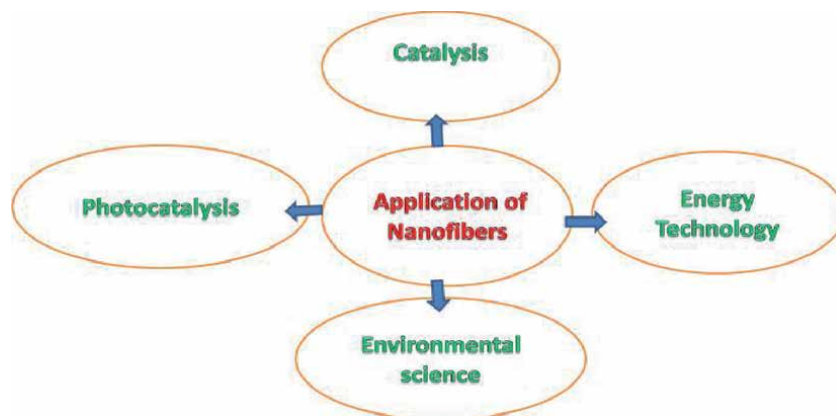 Catalysis
Photocatalysis
Application of
Nanofibers
Energy
Technology
Environmental
science